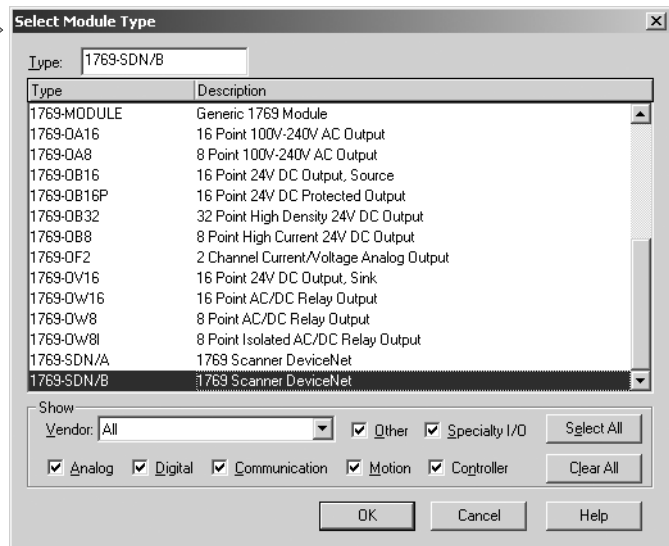 Select Module Type
Type: 1769-SDN/B
Type Description
1769-MODULE Generic 1769 Module
1769-OA16 16 Point 100V-240V AC Output
1769-OA8 8 Point 100V-240V AC Output
1769-OB16 16 Point 24V DC Output, Source
1769-OB16P 16 Point 24V DC Protected Output
1769-OB32 32 Point High Density 24V DC Output
1769-OB8 8 Point High Current 24V DC Output
1769-OF2 2 Channel Current/Voltage Analog Output
1769-OV16 16 Point 24V DC Output, Sink
1769-OW16 16 Point AC/DC Relay Output
1769-OW8 8 Point AC/DC Relay Output
1769-OW8I 8 Point Isolated AC/DC Relay Output
1769-SDN/A 1769 Scanner DeviceNet
1769-SDN/B 1769 Scanner DeviceNet
Show
Vendor: All Other Specialty I/O Select All
Analog Digital Communication Motion Controller Clear All
OK Cancel Help